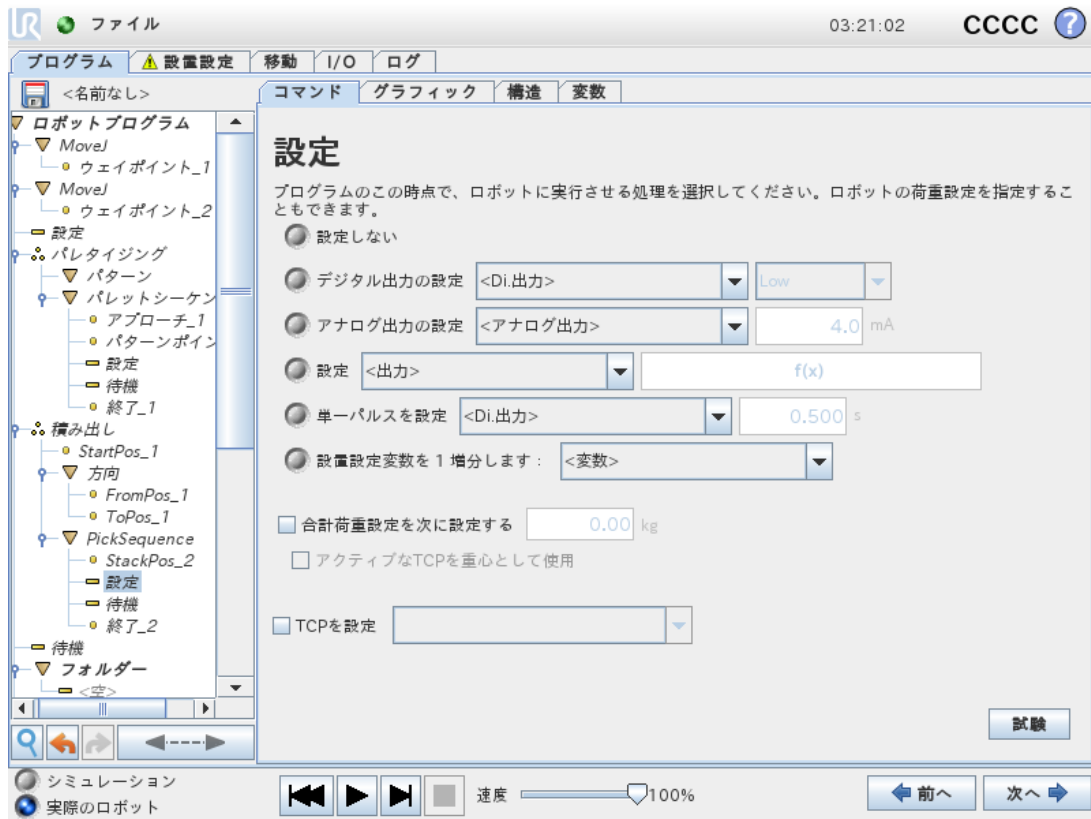 UR ファイル 03:21:02 CCCC ?
プログラム 設置設定 移動 I/O ログ
<名前なし>
コマンド グラフィック 構造 変数
ロボットプログラム
MoveJ
ウェイポイント_1
MoveJ
ウェイポイント_2
設定
パレタイジング
パターン
パレットシーケン
アプローチ_1
パターンポイン
設定
待機
終了_1
積み出し
StartPos_1
方向
FromPos_1
ToPos_1
PickSequence
StackPos_2
設定
待機
終了_2
待機
フォルダー
<空>
設定
プログラムのこの時点で、ロボットに実行させる処理を選択してください。ロボットの荷重設定を指定するこ
ともできます。
設定しない
デジタル出力の設定 <Di.出力> Low
アナログ出力の設定 <アナログ出力> 4.0 mA
設定 <出力> f(x)
単一パルスを設定 <Di.出力> 0.500 s
設置設定変数を 1 増分します： <変数>
合計荷重設定を次に設定する 0.00 kg
アクティブなTCPを重心として使用
TCPを設定
試験
シミュレーション
実際のロボット
速度 100%
前へ 次へ